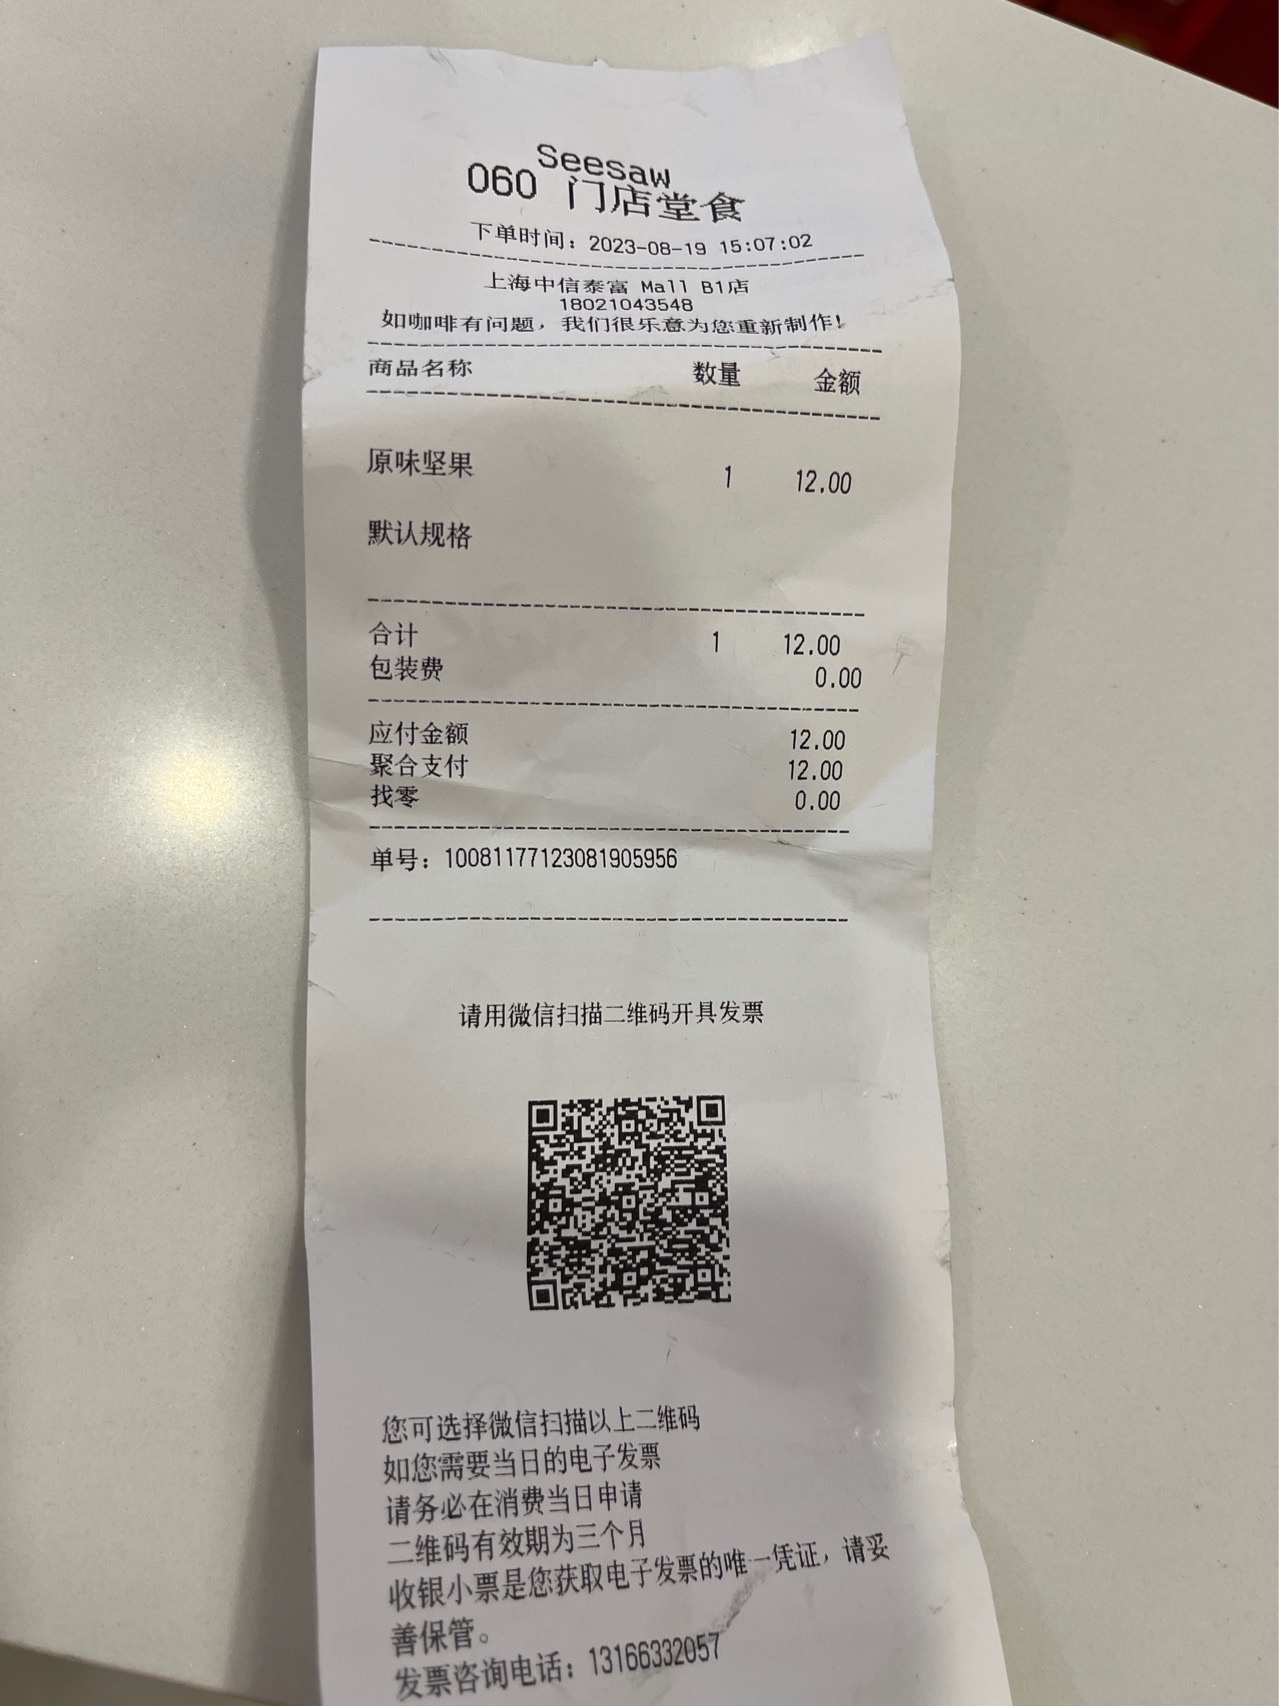 Seesaw
060 门店堂食
下单时间：2023-08-19 15:07:02
上海中信泰富 Mall B1店
18021043548
如咖啡有问题，我们很乐意为您重新制作！
商品名称 数量 金额
原味坚果 1 12.00
默认规格
合计 1 12.00
包装费 0.00
应付金额 12.00
聚合支付 12.00
找零 0.00
单号：10081177123081905956
请用微信扫描二维码开具发票
您可选择微信扫描以上二维码
如您需要当日的电子发票
请务必在消费当日申请
二维码有效期为三个月
收银小票是您获取电子发票的唯一凭证，请妥
善保管。
发票咨询电话：13166332057